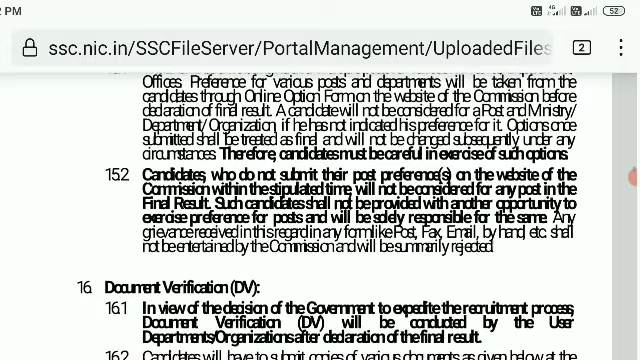 2 PM
4G
52
ssc.nic.in/SSCFileServer/PortalManagement/UploadedFiles
2
Offices. Preference for various posts and departments will be taken from the
candidates through Online Option Form on the website of the Commission before
declaration of final result. A candidate will not be considered for a Post and Ministry/
Department/ Organization, if he has not indicated his preference for it. Options once
submitted shall be treated as final and will not be changed subsequently under any
circumstances. Therefore, candidates must be careful in exercise of such options.
15.2 Candidates, who do not submit their post preference(s) on the website of the
Commission within the stipulated time, will not be considered for any post in the
Final Result. Such candidates shall not be provided with another opportunity to
exercise preference for posts and will be solely responsible for the same. Any
grievance received in this regard in any form like Post, Fax, Email, by hand, etc. shall
not be entertained by the Commission and will be summarily rejected.
16. Document Verification (DV):
16.1 In view of the decision of the Government to expedite the recruitment process,
Document Verification (DV) will be conducted by the User
Departments/Organizations after declaration of the final result.
16.2 Candidates will have to submit copies of various documents as given below at the